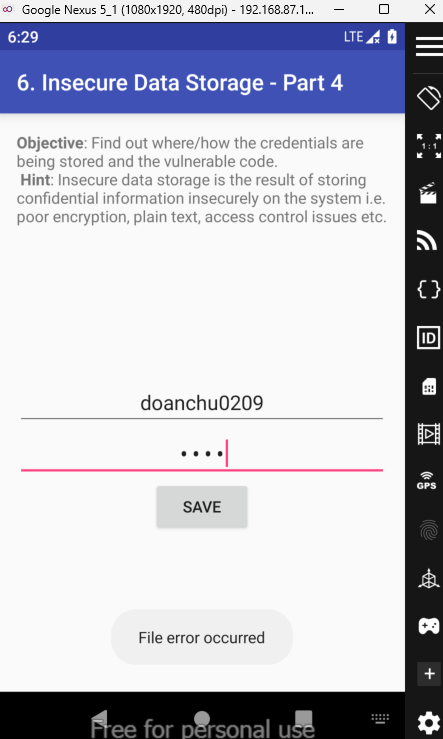 Google Nexus 5_1 (1080x1920, 480dpi) - 192.168.87.1...
6:29
LTE
6. Insecure Data Storage - Part 4
Objective: Find out where/how the credentials are
being stored and the vulnerable code.
Hint: Insecure data storage is the result of storing
confidential information insecurely on the system i.e.
poor encryption, plain text, access control issues etc.
doanchu0209
••••
SAVE
File error occurred
Free for personal use
1:1
ID
GPS